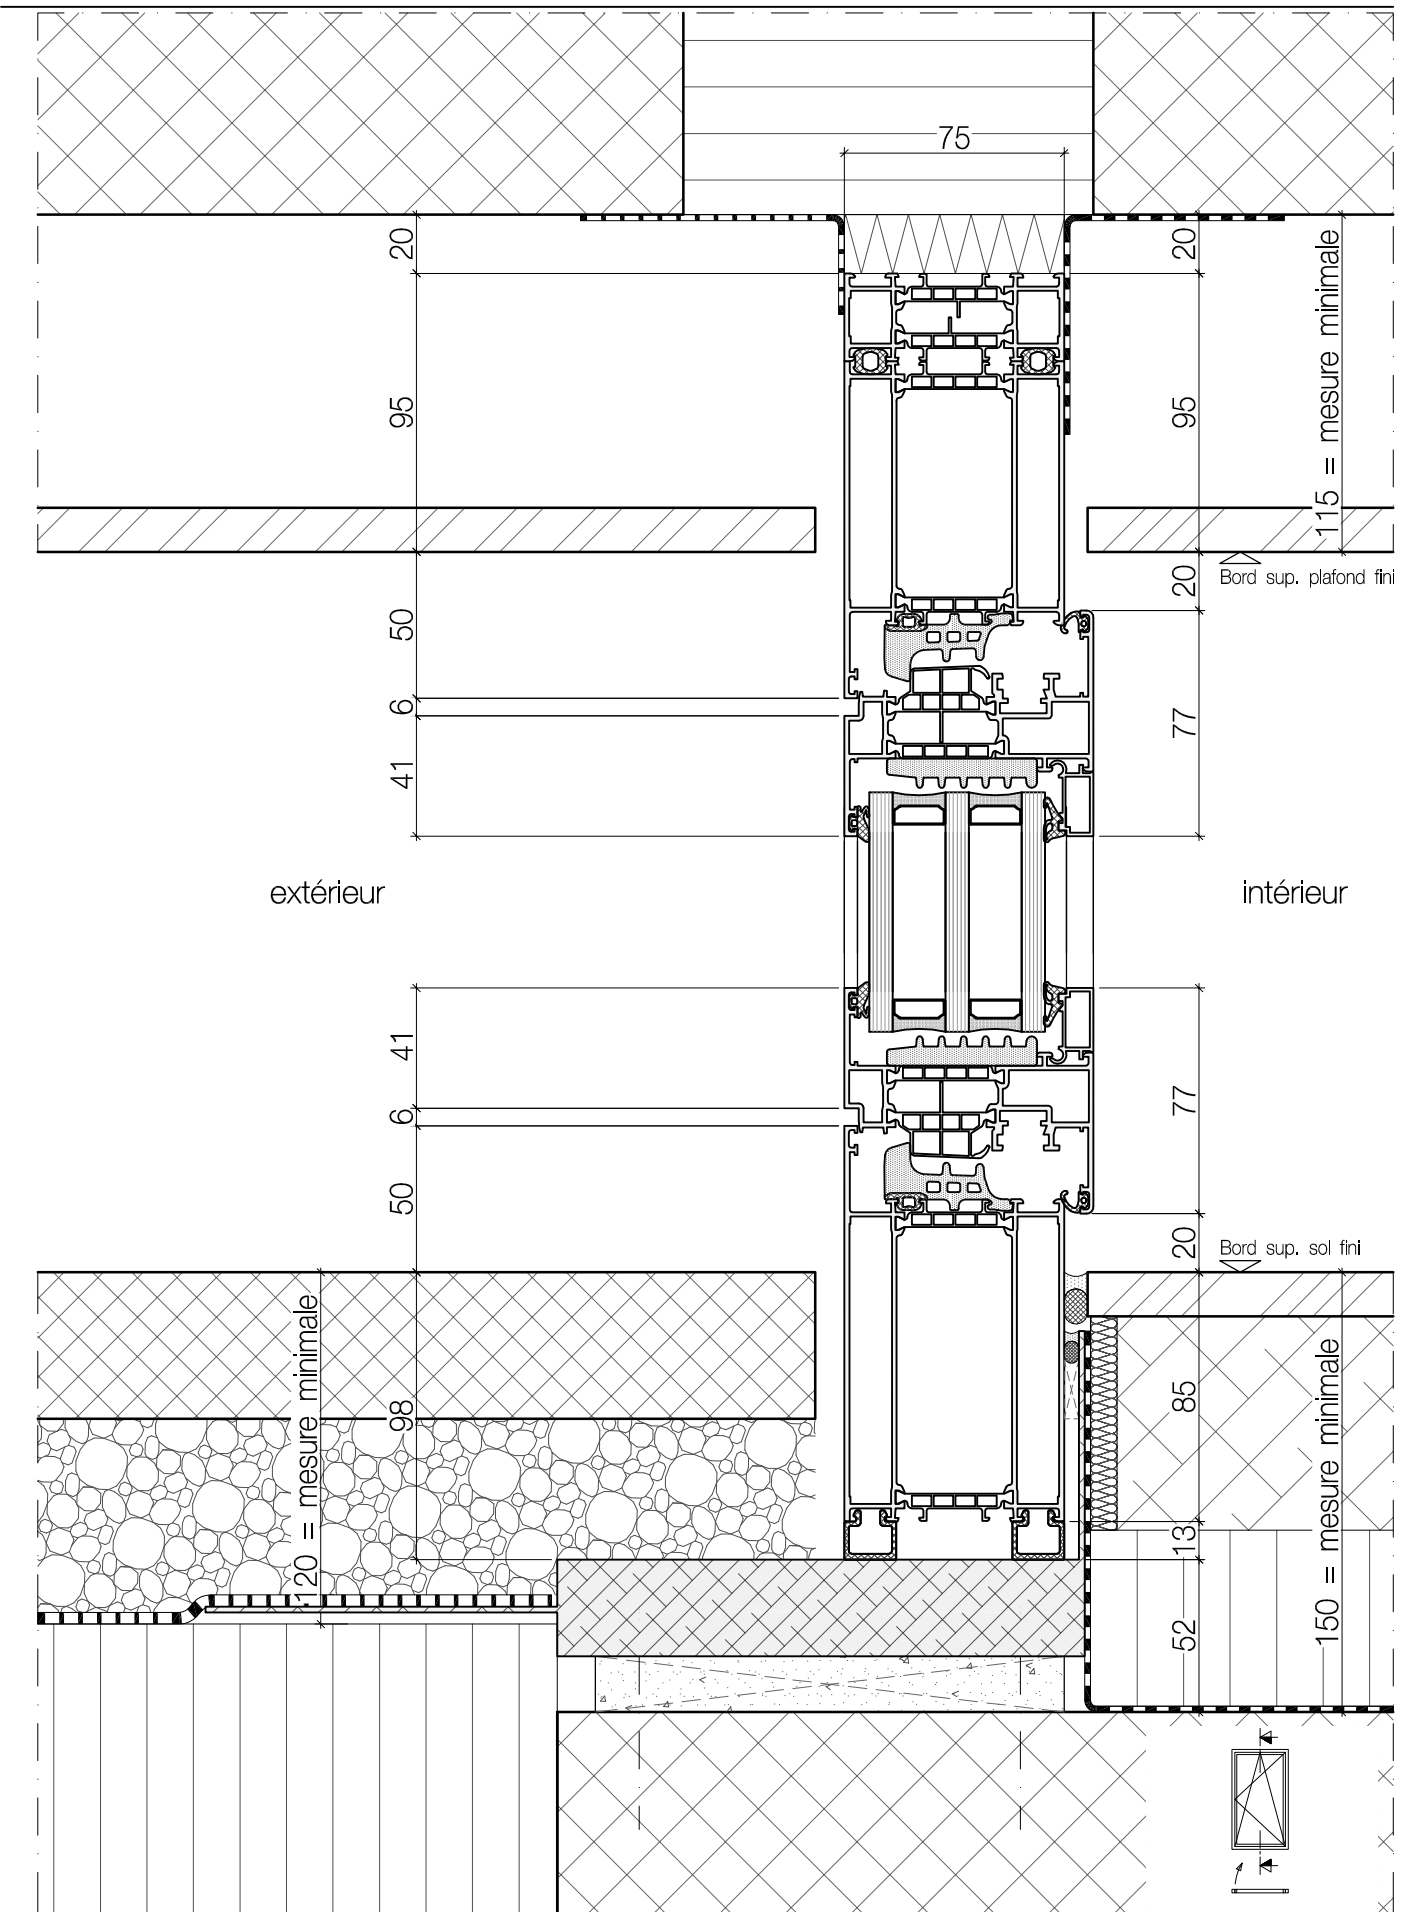 75
20
20
115 = mesure minimale
95
95
Bord sup. plafond fini
20
50
6
77
41
extérieur
intérieur
41
6
77
50
20
Bord sup. sol fini
120 = mesure minimale
98
85
150 = mesure minimale
13
52